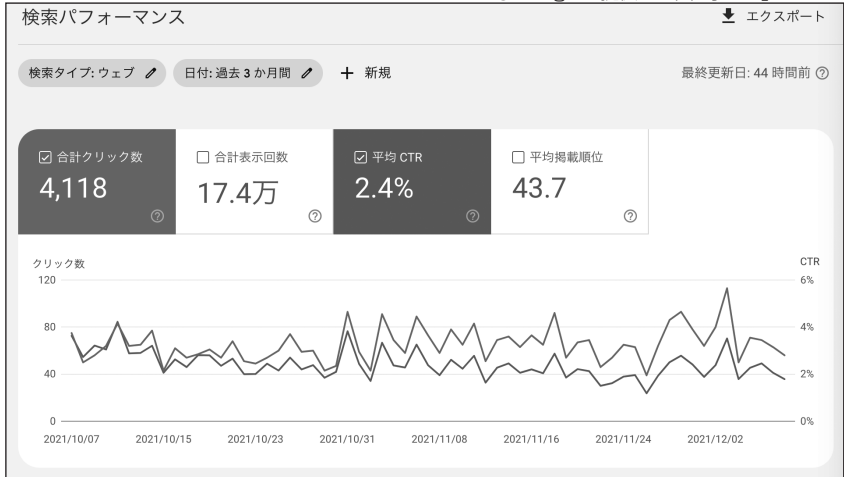 検索パフォーマンス
エクスポート
検索タイプ: ウェブ
日付: 過去 3 か月間
+ 新規
最終更新日: 44 時間前
合計クリック数
合計表示回数
平均 CTR
平均掲載順位
4,118
17.4万
2.4%
43.7
クリック数
CTR
120
6%
80
4%
40
2%
0
0%
2021/10/07
2021/10/15
2021/10/23
2021/10/31
2021/11/08
2021/11/16
2021/11/24
2021/12/02